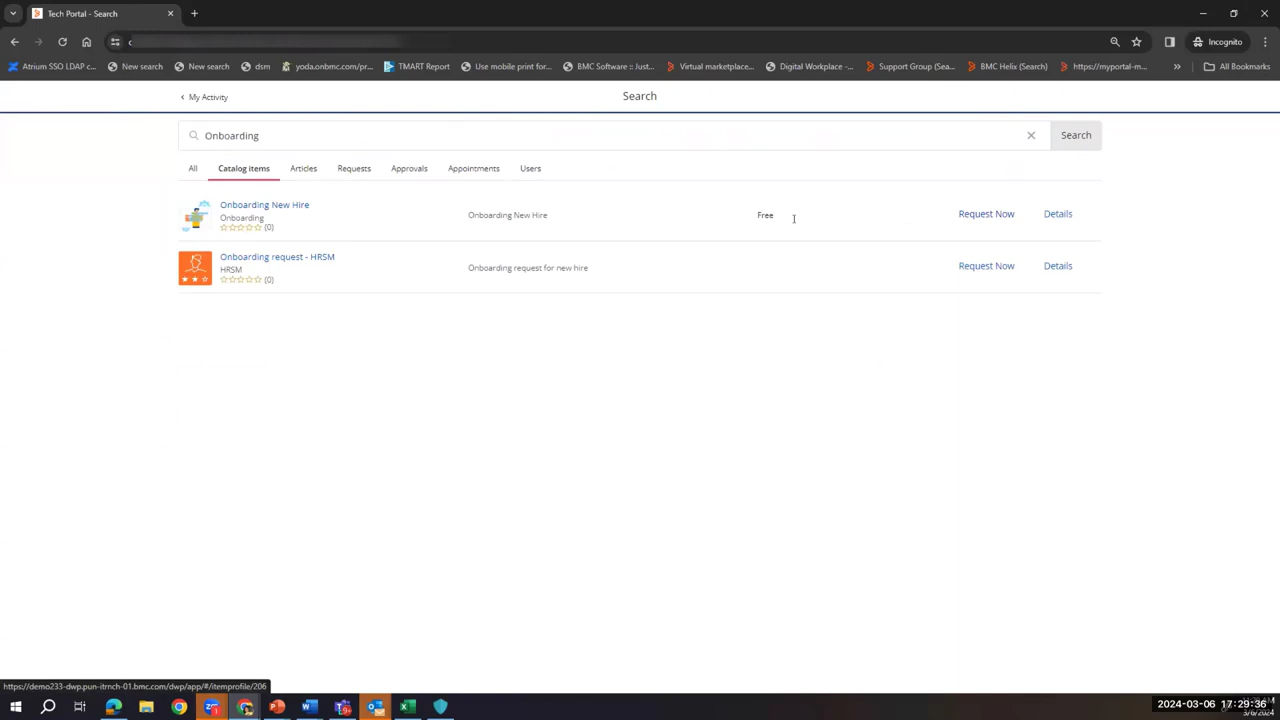 Tech Portal - Search
Incognito
Atrium SSO LDAP c...
New search
New search
dsm
yoda.onbmc.com/pr...
TMART Report
Use mobile print for...
BMC Software :: Just...
Virtual marketplace...
Digital Workplace -...
Support Group (Sea...
BMC Helix (Search)
https://myportal-m...
»
All Bookmarks
My Activity
Search
Onboarding
Search
All
Catalog items
Articles
Requests
Approvals
Appointments
Users
Onboarding New Hire
Onboarding
(0)
Onboarding New Hire
Free
Request Now
Details
Onboarding request - HRSM
HRSM
(0)
Onboarding request for new hire
Request Now
Details
https://demo233-dwp.pun-itrnch-01.bmc.com/dwp/app/#/itemprofile/206
2024-03-06 17:29:36
3/6/2024